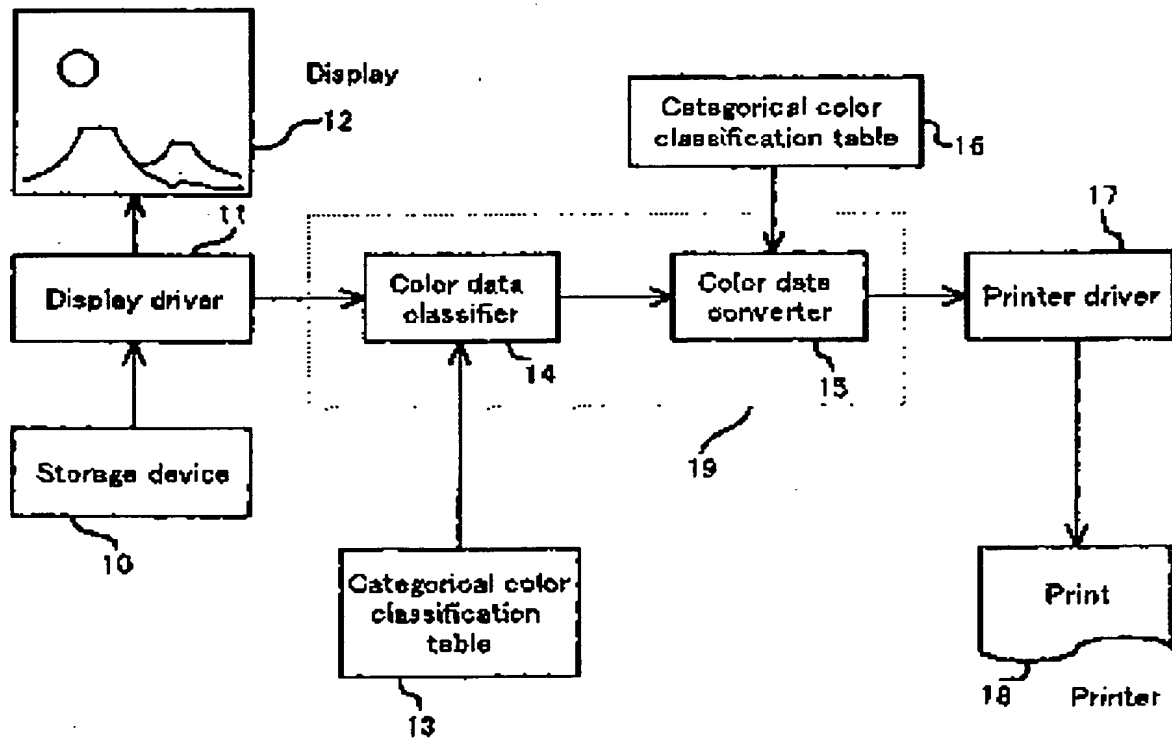 Display
12
Categorical color
classification table
16
11
17
Display driver
Color data
classifier
Color data
converter
Printer driver
14
15
19
Storage device
10
Categorical color
classification
table
13
Print
18
Printer